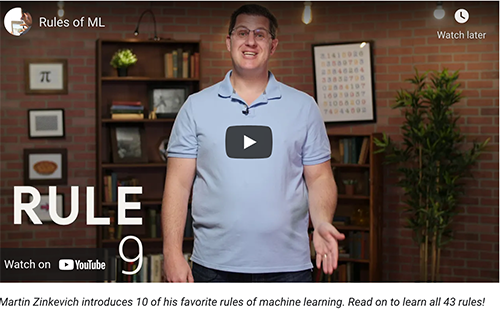 Rules of ML
Watch later
π
RULE
9
Watch on YouTube
Martin Zinkevich introduces 10 of his favorite rules of machine learning. Read on to learn all 43 rules!